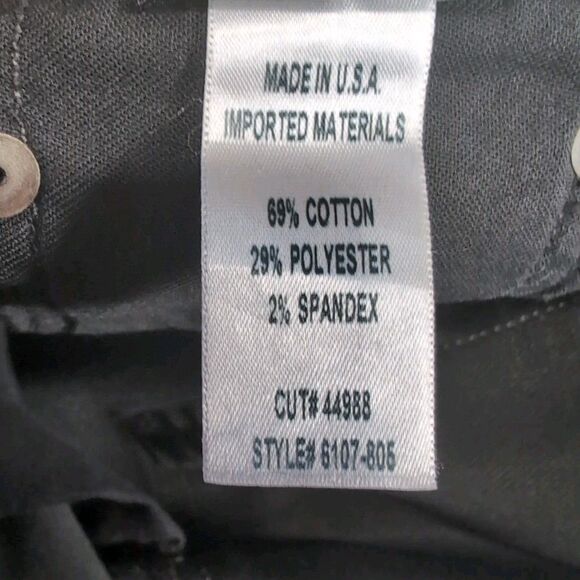 MADE IN U.S.A.
IMPORTED MATERIALS
69% COTTON
29% POLYESTER
2% SPANDEX
CUT# 44988
STYLE# 6107-805